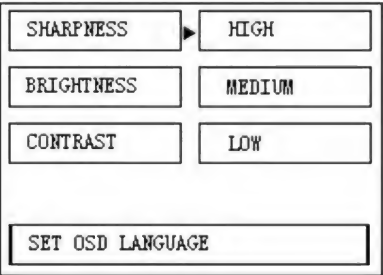 SHARPNESS HIGH
BRIGHTNESS MEDIUM
CONTRAST LOW
SET OSD LANGUAGE